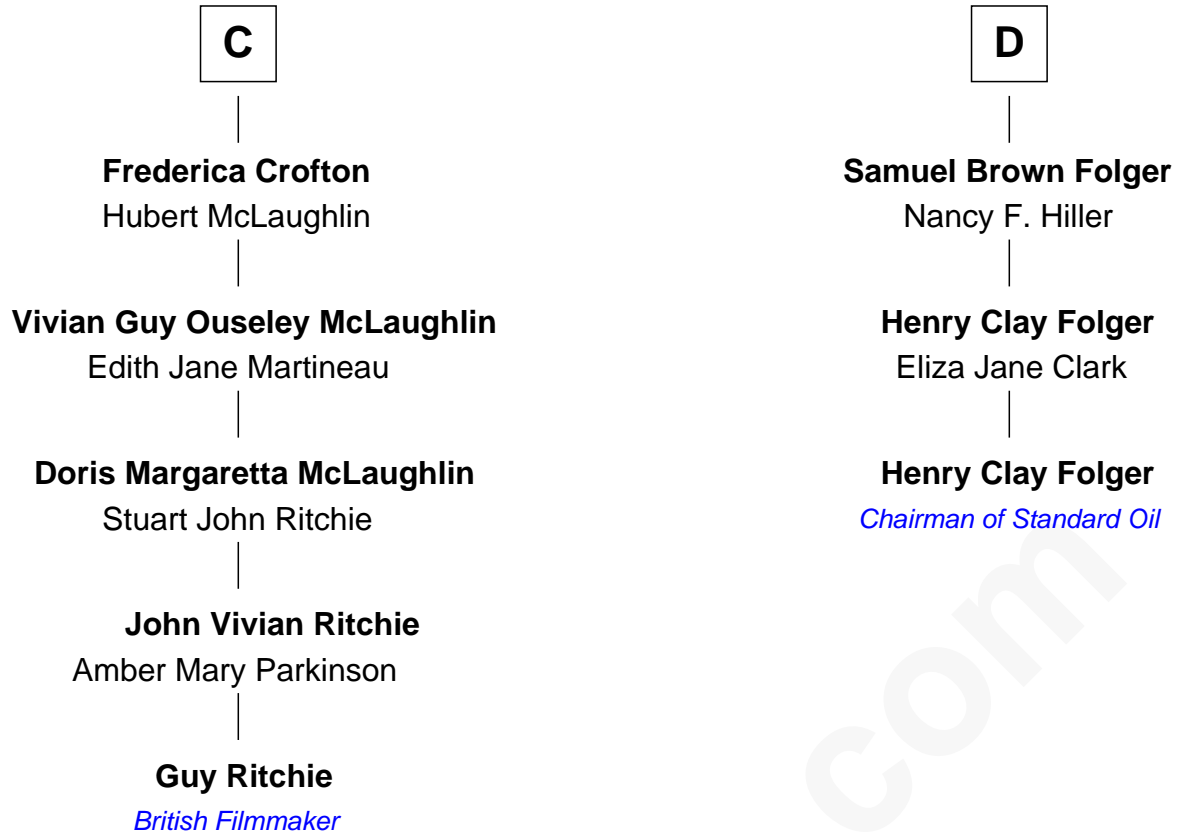 C
Frederica Crofton
Hubert McLaughlin
Vivian Guy Ouseley McLaughlin
Edith Jane Martineau
Doris Margaretta McLaughlin
Stuart John Ritchie
John Vivian Ritchie
Amber Mary Parkinson
Guy Ritchie
British Filmmaker
D
Samuel Brown Folger
Nancy F. Hiller
Henry Clay Folger
Eliza Jane Clark
Henry Clay Folger
Chairman of Standard Oil
com